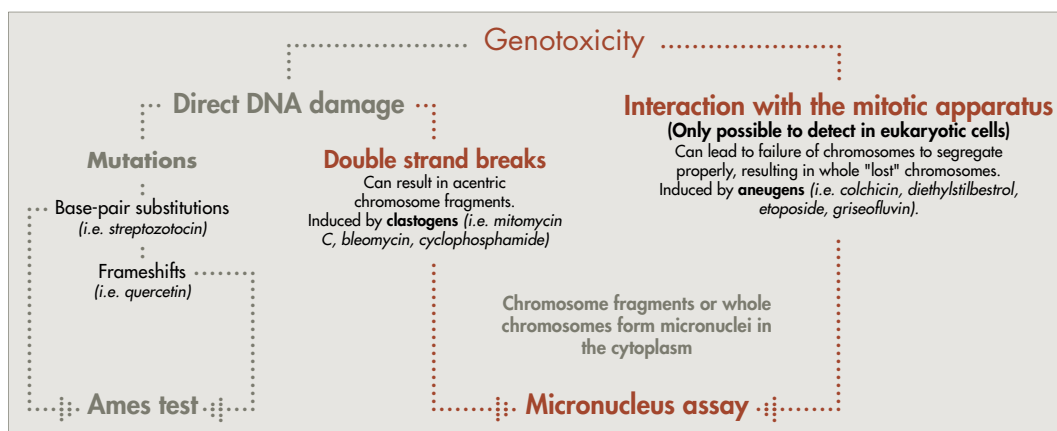 Genotoxicity
Direct DNA damage
Interaction with the mitotic apparatus
(Only possible to detect in eukaryotic cells)
Can lead to failure of chromosomes to segregate
properly, resulting in whole "lost" chromosomes.
Induced by aneugens (i.e. colchicin, diethylstilbestrol,
etoposide, griseofluvin).
Mutations
Base-pair substitutions
(i.e. streptozotocin)
Frameshifts
(i.e. quercetin)
Double strand breaks
Can result in acentric
chromosome fragments.
Induced by clastogens (i.e. mitomycin
C, bleomycin, cyclophosphamide)
Chromosome fragments or whole
chromosomes form micronuclei in
the cytoplasm
Ames test
Micronucleus assay